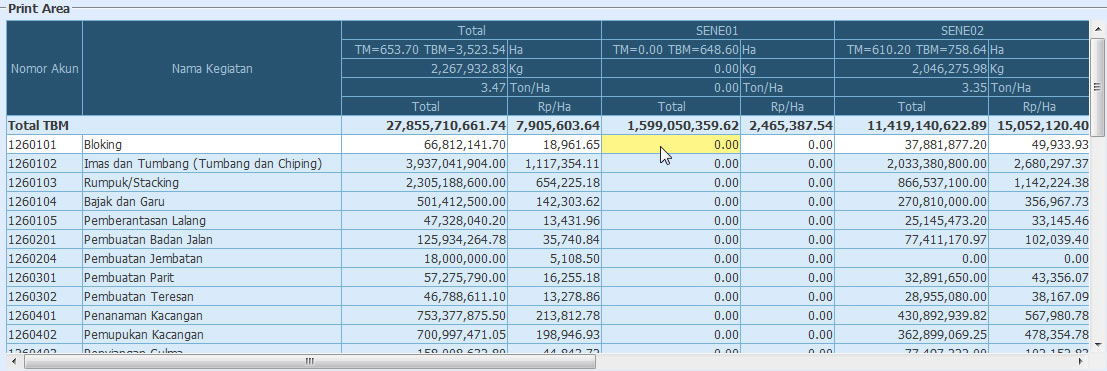 Print Area
Total SENE01 SENE02
TM=653.70 TBM=3,523.54 Ha TM=0.00 TBM=648.60 Ha TM=610.20 TBM=758.64 Ha
Nomor Akun Nama Kegiatan 2,267,932.83 Kg 0.00 Kg 2,046,275.98 Kg
3.47 Ton/Ha 0.00 Ton/Ha 3.35 Ton/Ha
Total Rp/Ha Total Rp/Ha Total Rp/Ha
Total TBM 27,855,710,661.74 7,905,603.64 1,599,050,359.62 2,465,387.54 11,419,140,622.89 15,052,120.40
1260101 Bloking 66,812,141.70 18,961.65 0.00 0.00 37,881,877.20 49,933.93
1260102 Imas dan Tumbang (Tumbang dan Chiping) 3,937,041,904.00 1,117,354.11 0.00 0.00 2,033,380,800.00 2,680,297.37
1260103 Rumpuk/Stacking 2,305,188,600.00 654,225.18 0.00 0.00 866,537,100.00 1,142,224.38
1260104 Bajak dan Garu 501,412,500.00 142,303.62 0.00 0.00 270,810,000.00 356,967.73
1260105 Pemberantasan Lalang 47,328,040.20 13,431.96 0.00 0.00 25,145,473.20 33,145.46
1260201 Pembuatan Badan Jalan 125,934,264.78 35,740.84 0.00 0.00 77,411,170.97 102,039.40
1260204 Pembuatan Jembatan 18,000,000.00 5,108.50 0.00 0.00 0.00 0.00
1260301 Pembuatan Parit 57,275,790.00 16,255.18 0.00 0.00 32,891,650.00 43,356.07
1260302 Pembuatan Teresan 46,788,611.10 13,278.86 0.00 0.00 28,955,080.00 38,167.09
1260401 Penanaman Kacangan 753,377,875.50 213,812.78 0.00 0.00 430,892,939.82 567,980.78
1260402 Pemupukan Kacangan 700,997,471.05 198,946.93 0.00 0.00 362,899,069.25 478,354.78